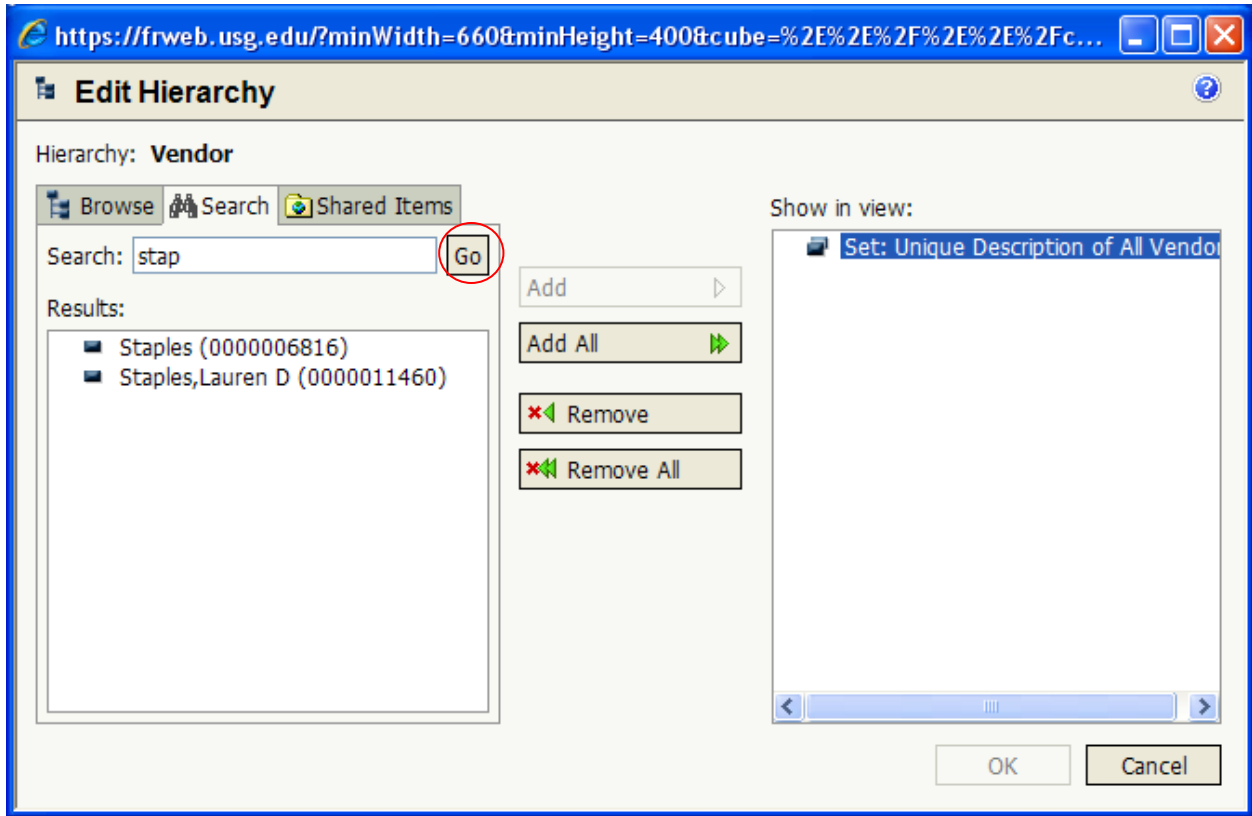 https://frweb.usg.edu/?minWidth=660&minHeight=400&cube=%2E%2E%2F%2E%2E%2Fc...
Edit Hierarchy
Hierarchy: Vendor
Browse Search Shared Items
Search: stap Go
Results:
Staples (0000006816)
Staples,Lauren D (0000011460)
Add
Add All
Remove
Remove All
Show in view:
Set: Unique Description of All Vendor
OK Cancel